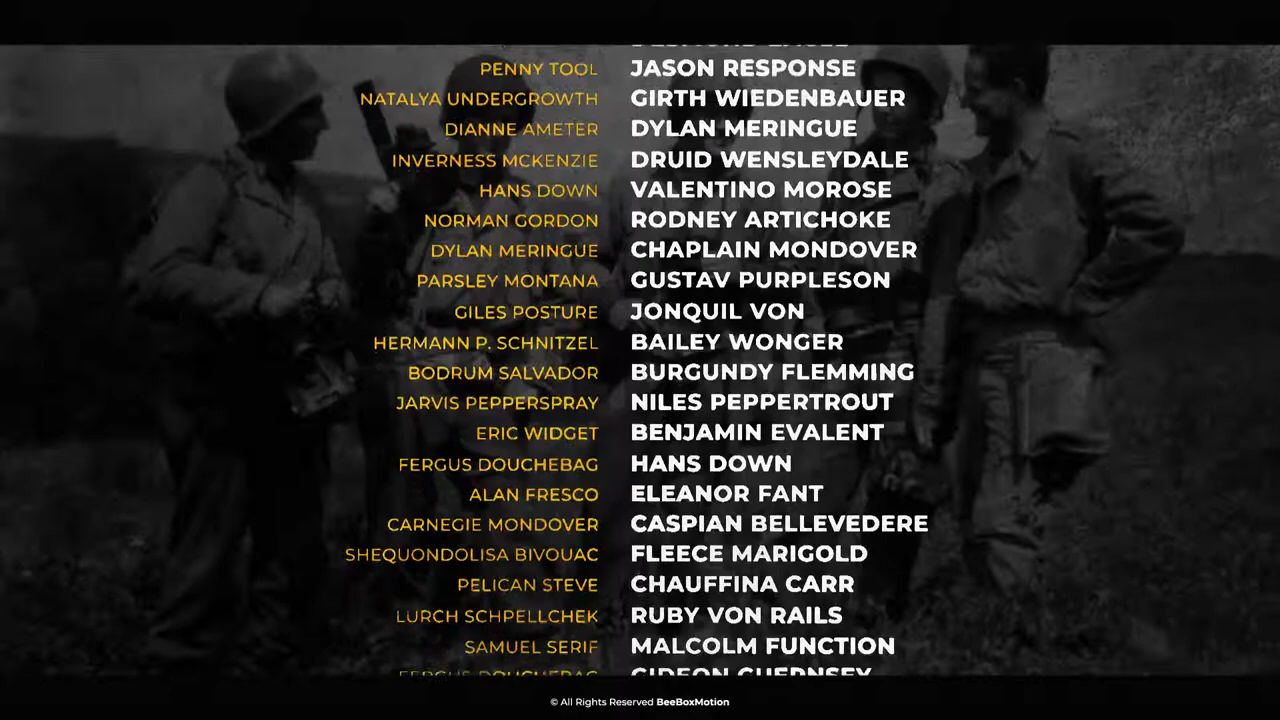 PENNY TOOL JASON RESPONSE
NATALYA UNDERGROWTH GIRTH WIEDENBAUER
DIANNE AMETER DYLAN MERINGUE
INVERNESS MCKENZIE DRUID WENSLEYDALE
HANS DOWN VALENTINO MOROSE
NORMAN GORDON RODNEY ARTICHOKE
DYLAN MERINGUE CHAPLAIN MONDOVER
PARSLEY MONTANA GUSTAV PURPLESON
GILES POSTURE JONQUIL VON
HERMANN P. SCHNITZEL BAILEY WONGER
BODRUM SALVADOR BURGUNDY FLEMMING
JARVIS PEPPERSPRAY NILES PEPPERTROUT
ERIC WIDGET BENJAMIN EVALENT
FERGUS DOUCHEBAG HANS DOWN
ALAN FRESCO ELEANOR FANT
CARNEGIE MONDOVER CASPIAN BELLEVEDERE
SHEQUONDOLISA BIVOUAC FLEECE MARIGOLD
PELICAN STEVE CHAUFFINA CARR
LURCH SCHPELLCHEK RUBY VON RAILS
SAMUEL SERIF MALCOLM FUNCTION
FERGUS DOUCHEBAG GIDEON GUERNSEY
© All Rights Reserved BeeBoxMotion